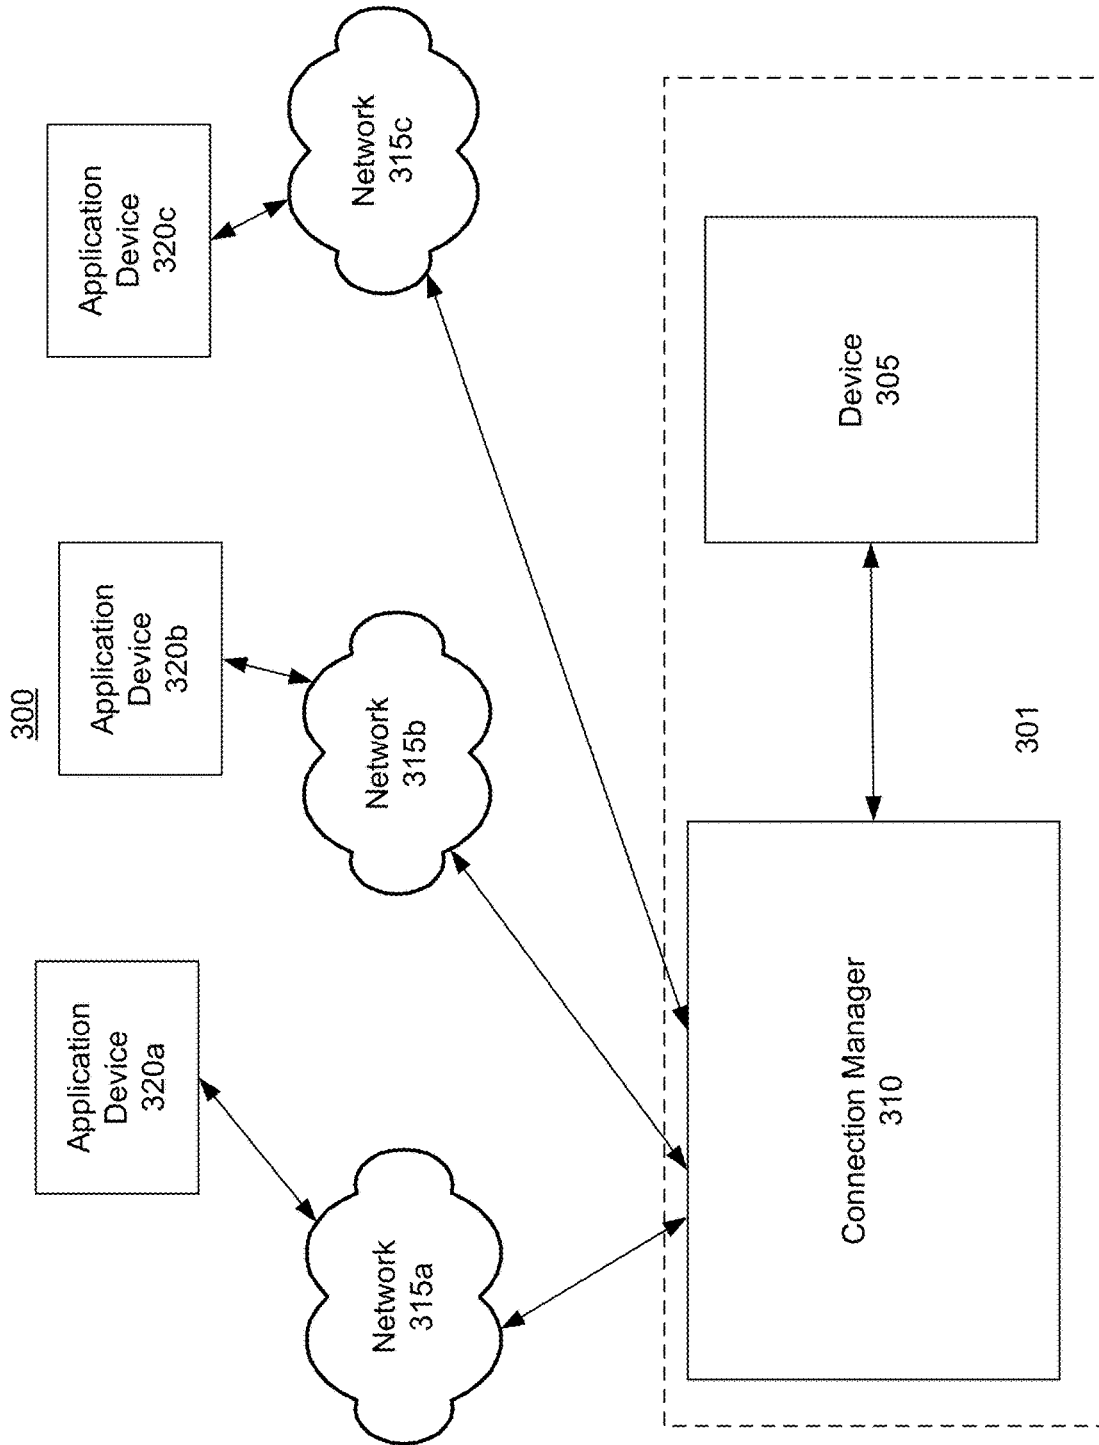 300
Application
Device
320a
Application
Device
320b
Application
Device
320c
Network
315a
Network
315b
Network
315c
Connection Manager
310
301
Device
305